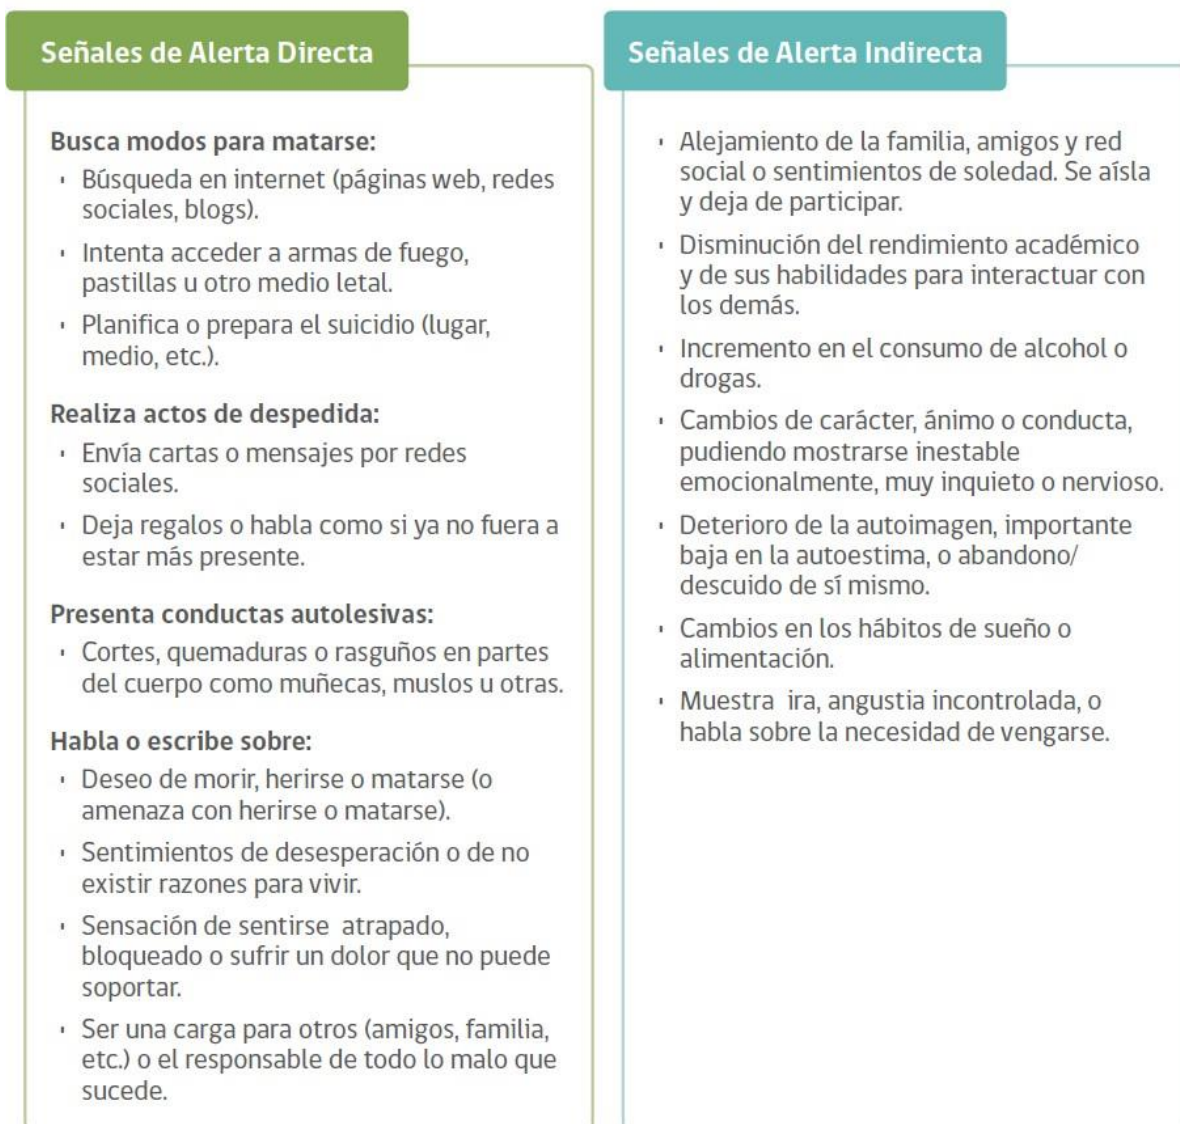 Señales de Alerta Directa
Busca modos para matarse:
Búsqueda en internet (páginas web, redes
sociales, blogs).
Intenta acceder a armas de fuego,
pastillas u otro medio letal.
Planifica o prepara el suicidio (lugar,
medio, etc.).
Realiza actos de despedida:
Envía cartas o mensajes por redes
sociales.
Deja regalos o habla como si ya no fuera a
estar más presente.
Presenta conductas autolesivas:
Cortes, quemaduras o rasguños en partes
del cuerpo como muñecas, muslos u otras.
Habla o escribe sobre:
Deseo de morir, herirse o matarse (o
amenaza con herirse o matarse).
Sentimientos de desesperación o de no
existir razones para vivir.
Sensación de sentirse atrapado,
bloqueado o sufrir un dolor que no puede
soportar.
Ser una carga para otros (amigos, familia,
etc.) o el responsable de todo lo malo que
sucede.
Señales de Alerta Indirecta
Alejamiento de la familia, amigos y red
social o sentimientos de soledad. Se aísla
y deja de participar.
Disminución del rendimiento académico
y de sus habilidades para interactuar con
los demás.
Incremento en el consumo de alcohol o
drogas.
Cambios de carácter, ánimo o conducta,
pudiendo mostrarse inestable
emocionalmente, muy inquieto o nervioso.
Deterioro de la autoimagen, importante
baja en la autoestima, o abandono/
descuido de sí mismo.
Cambios en los hábitos de sueño o
alimentación.
Muestra ira, angustia incontrolada, o
habla sobre la necesidad de vengarse.